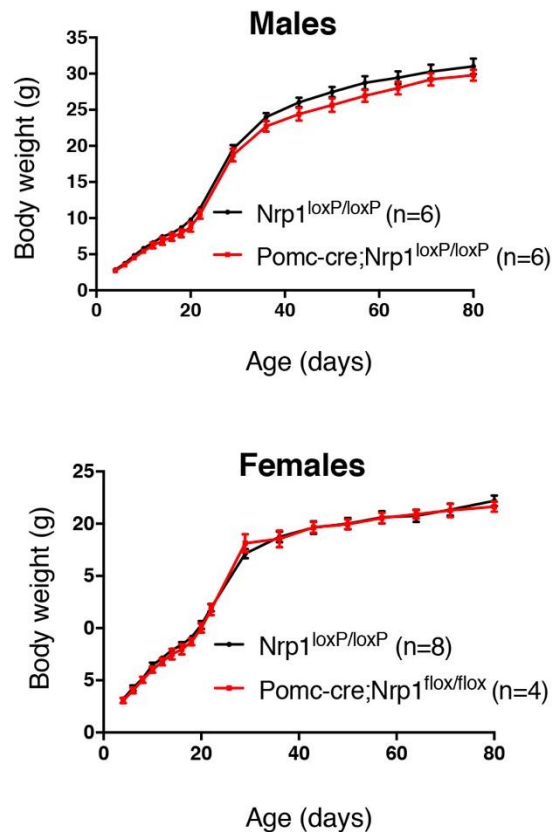 Males
Body weight (g)
35
30
25
20
15
10
5
0
Nrp1loxP/loxP (n=6)
Pomc-cre;Nrp1loxP/loxP (n=6)
0 20 40 60 80
Age (days)
Females
Body weight (g)
25
20
5
0
5
0
Nrp1loxP/loxP (n=8)
Pomc-cre;Nrp1flox/flox (n=4)
0 20 40 60 80
Age (days)